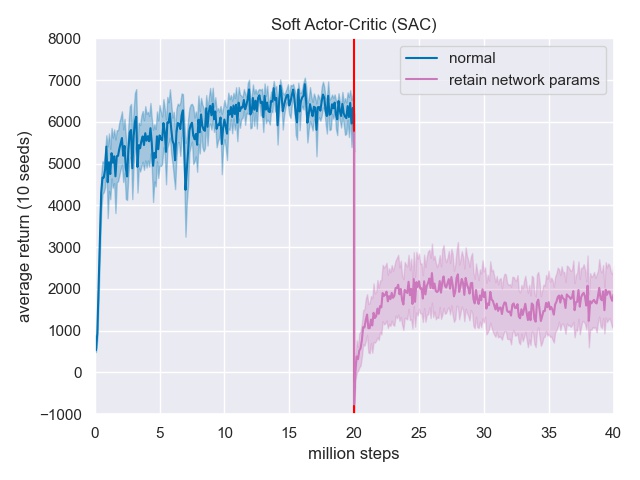 Soft Actor-Critic (SAC)
8000
7000
6000
5000
4000
3000
2000
1000
0
−1000
average return (10 seeds)
normal
retain network params
0 5 10 15 20 25 30 35 40
million steps